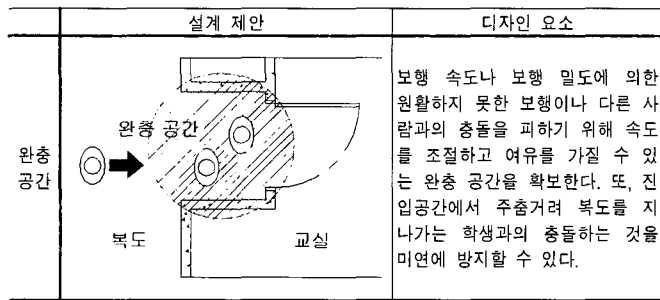 설계 제안
디자인 요소
완충
공간
완충 공간
복도
교실
보행 속도나 보행 밀도에 의한
원활하지 못한 보행이나 다른 사
람과의 충돌을 피하기 위해 속도
를 조절하고 여유를 가질 수 있
는 완충 공간을 확보한다. 또, 진
입공간에서 주춤거려 복도를 지
나가는 학생과의 충돌하는 것을
미연에 방지할 수 있다.